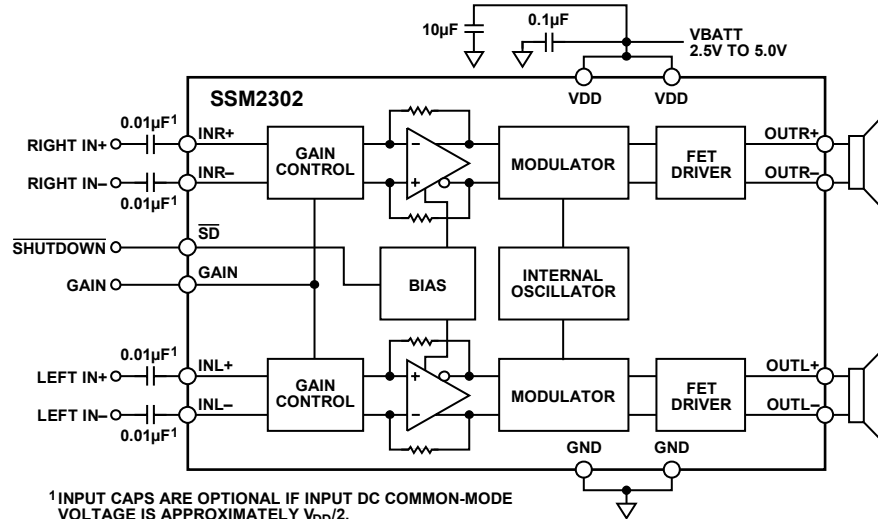 10µF
0.1µF
VBATT
2.5V TO 5.0V
SSM2302
VDD
VDD
0.01µF1
RIGHT IN+
INR+
GAIN
CONTROL
MODULATOR
FET
DRIVER
OUTR+
RIGHT IN–
INR–
OUTR–
0.01µF1
SHUTDOWN
SD
GAIN
GAIN
BIAS
INTERNAL
OSCILLATOR
0.01µF1
LEFT IN+
INL+
GAIN
CONTROL
MODULATOR
FET
DRIVER
OUTL+
LEFT IN–
INL–
OUTL–
0.01µF1
GND
GND
1 INPUT CAPS ARE OPTIONAL IF INPUT DC COMMON-MODE
VOLTAGE IS APPROXIMATELY VDD/2.